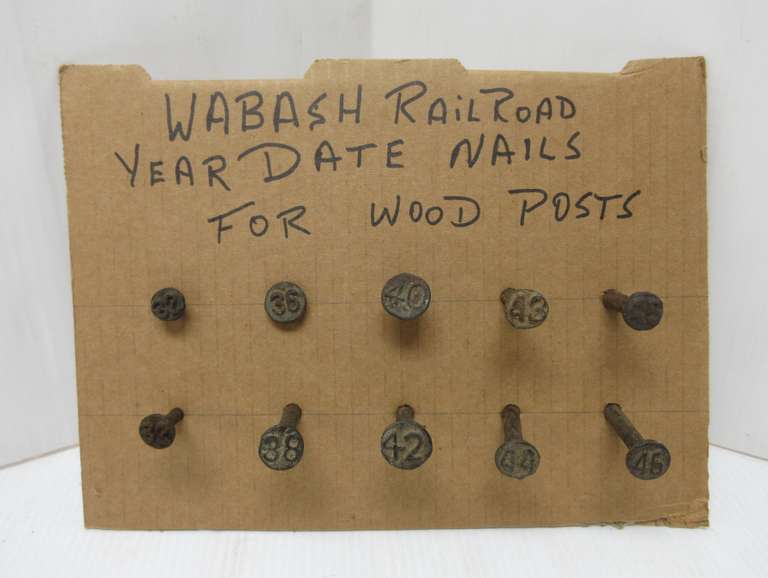 WABASH RAILROAD
YEAR DATE NAILS
FOR WOOD POSTS
36 40 43
38 42 44 46